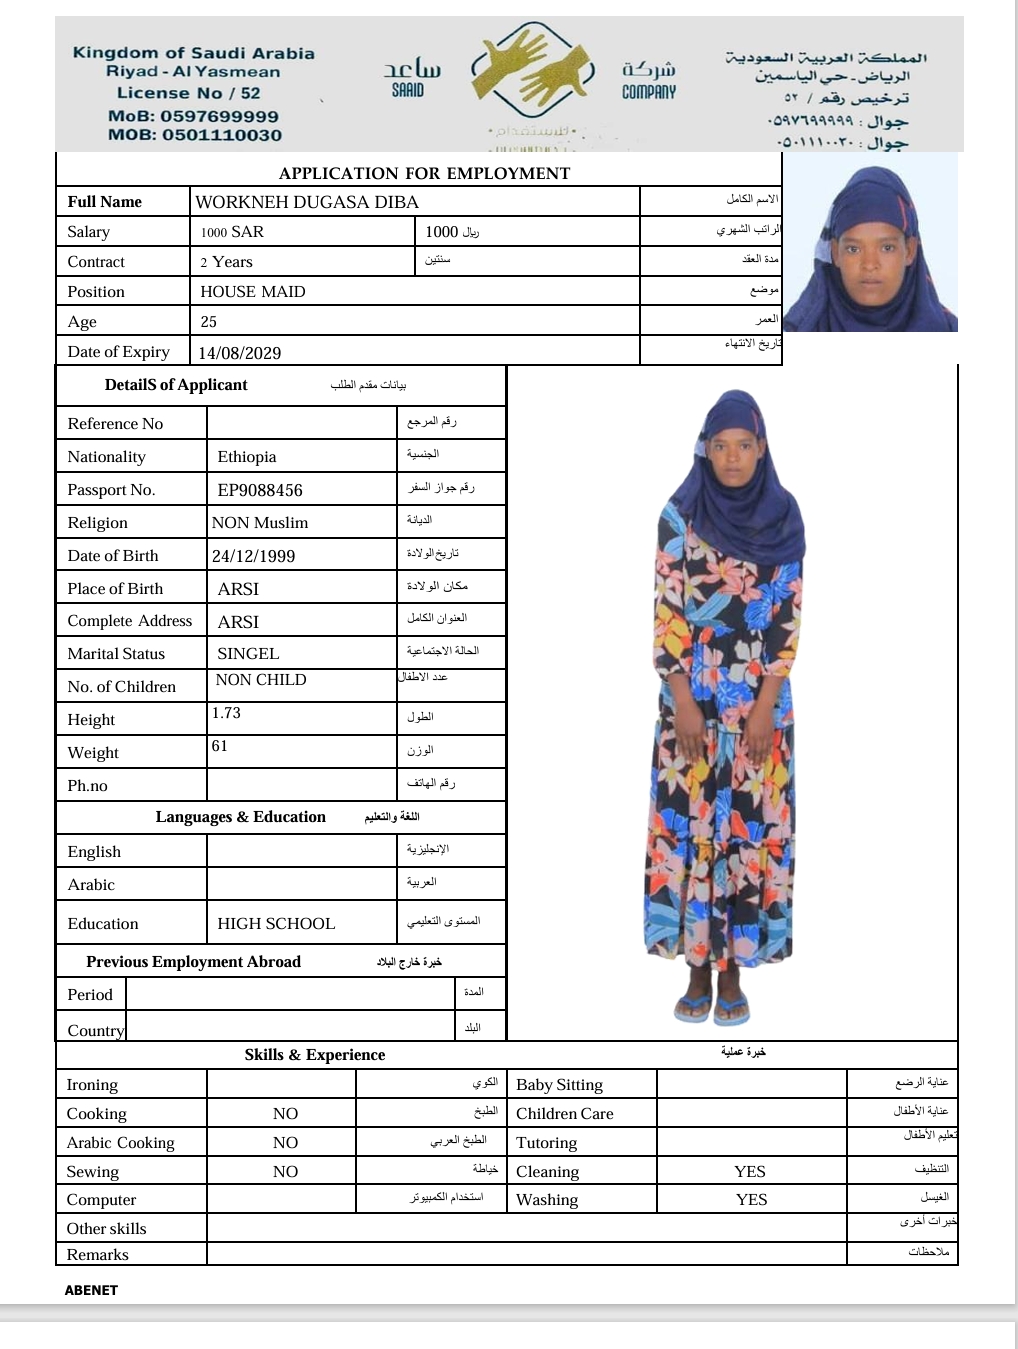 Kingdom of Saudi Arabia
Riyad - Al Yasmean
License No / 52
MoB: 0597699999
MOB: 0501110030
ساعد
SAAID
شركة
COMPANY
المملكة العربية السعودية
الرياض - حي الياسمين
ترخيص رقم / ٥٢
جوال : ٠٥٩٧٦٩٩٩٩٩
جوال : ٠٥٠١١١٠٠٣٠
للاستقدام
APPLICATION FOR EMPLOYMENT
Full Name WORKNEH DUGASA DIBA الاسم الكامل
Salary 1000 SAR 1000 ريال الراتب الشهري
Contract 2 Years سنتين مدة العقد
Position HOUSE MAID موضع
Age 25 العمر
Date of Expiry 14/08/2029 تاريخ الانتهاء
DetailS of Applicant بيانات مقدم الطلب
Reference No رقم المرجع
Nationality Ethiopia الجنسية
Passport No. EP9088456 رقم جواز السفر
Religion NON Muslim الديانة
Date of Birth 24/12/1999 تاريخ الولادة
Place of Birth ARSI مكان الولادة
Complete Address ARSI العنوان الكامل
Marital Status SINGEL الحالة الاجتماعية
No. of Children NON CHILD عدد الاطفال
Height 1.73 الطول
Weight 61 الوزن
Ph.no رقم الهاتف
Languages & Education اللغة والتعليم
English الإنجليزية
Arabic العربية
Education HIGH SCHOOL المستوى التعليمي
Previous Employment Abroad خبرة خارج البلاد
Period المدة
Country البلد
Skills & Experience خبرة عملية
Ironing الكوي Baby Sitting عناية الرضع
Cooking NO الطبخ Children Care عناية الأطفال
Arabic Cooking NO الطبخ العربي Tutoring تعليم الأطفال
Sewing NO خياطة Cleaning YES التنظيف
Computer استخدام الكمبيوتر Washing YES الغيسل
Other skills خبرات أخرى
Remarks ملاحظات
ABENET